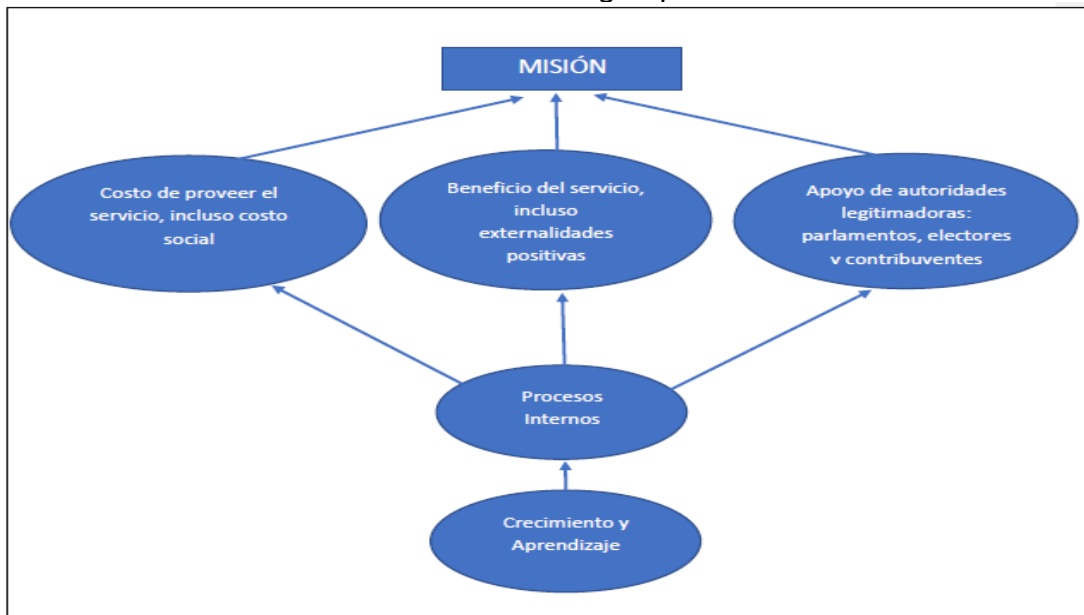 MISIÓN
Costo de proveer el
servicio, incluso costo
social
Beneficio del servicio,
incluso
externalidades
positivas
Apoyo de autoridades
legitimadoras:
parlamentos, electores
y contribuyentes
Procesos
Internos
Crecimiento y
Aprendizaje